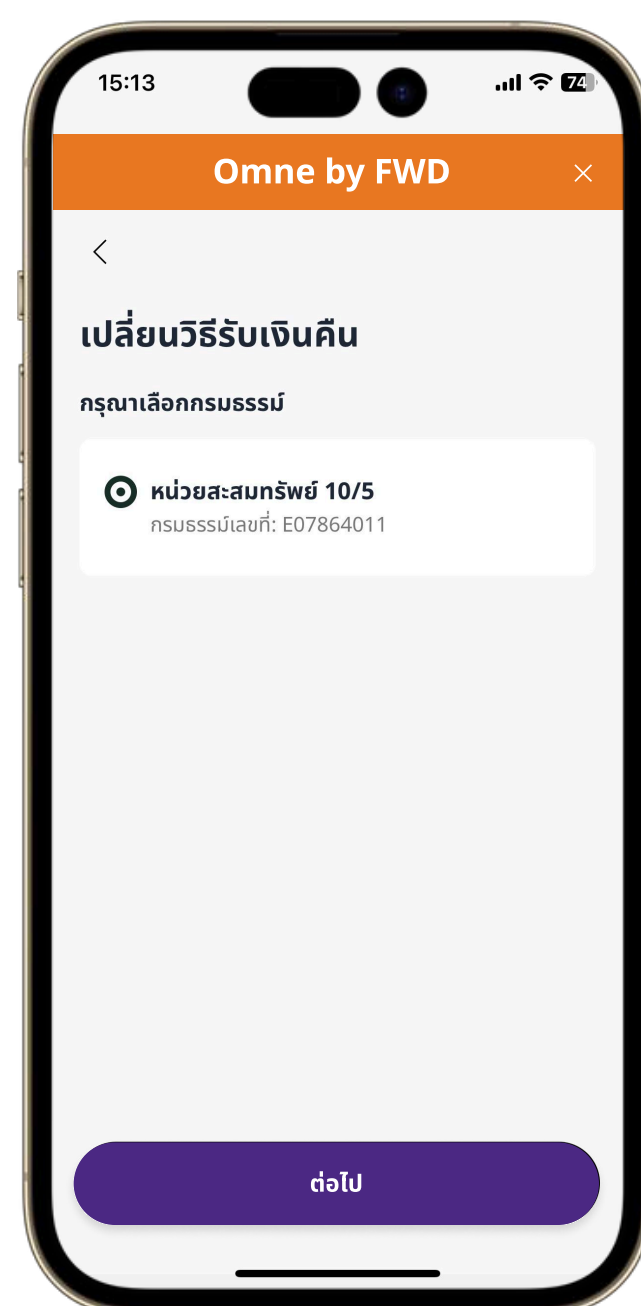 15:13
74
Omne by FWD
เปลี่ยนวิธีรับเงินคืน
กรุณาเลือกกรมธรรม์
หน่วยสะสมทรัพย์ 10/5
กรมธรรม์เลขที่: E07864011
ต่อไป